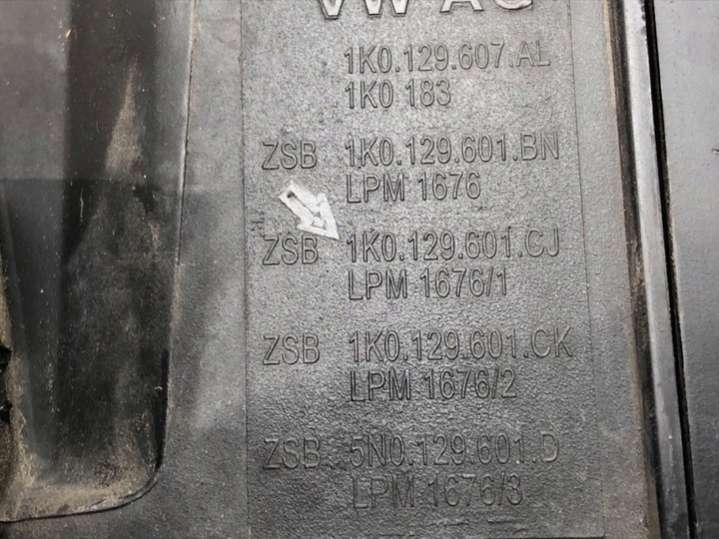 VW AG
1K0.129.607.AL
1K0 183
ZSB 1K0.129.601.BN
LPM 1676
ZSB 1K0.129.601.CJ
LPM 1676/1
ZSB 1K0.129.601.CK
LPM 1676/2
ZSB 5N0.129.601.D
LPM 1676/3